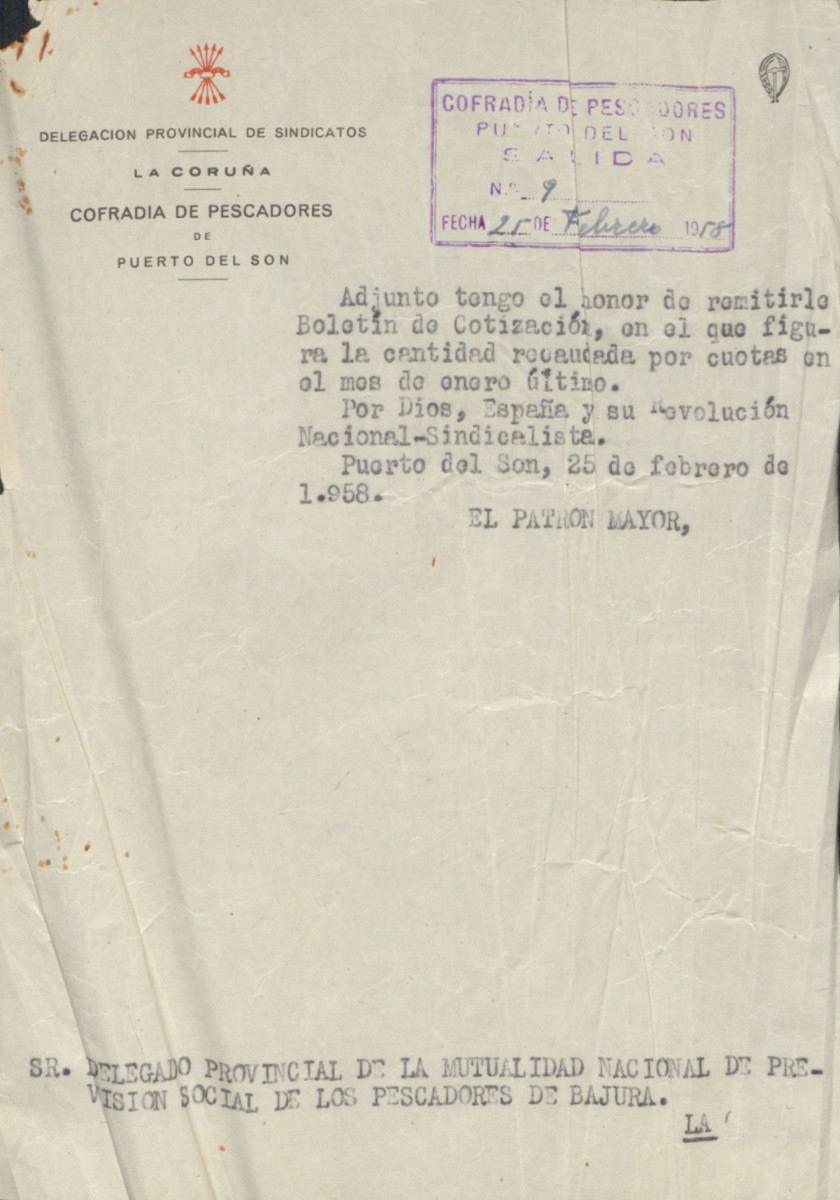 DELEGACION PROVINCIAL DE SINDICATOS
LA CORUÑA
COFRADIA DE PESCADORES
DE
PUERTO DEL SON
COFRADÍA DE PESCADORES
PUERTO DEL SON
SALIDA
N.º 9
FECHA 25 DE Febrero 1958
Adjunto tengo el honor de remitirle
Boletín de Cotización, en el que figu-
ra la cantidad recaudada por cuotas en
el mes de enero último.
Por Dios, España y su Revolución
Nacional-Sindicalista.
Puerto del Son, 25 de febrero de
1.958.
EL PATRON MAYOR,
SR. DELEGADO PROVINCIAL DE LA MUTUALIDAD NACIONAL DE PRE-
VISION SOCIAL DE LOS PESCADORES DE BAJURA.
LA